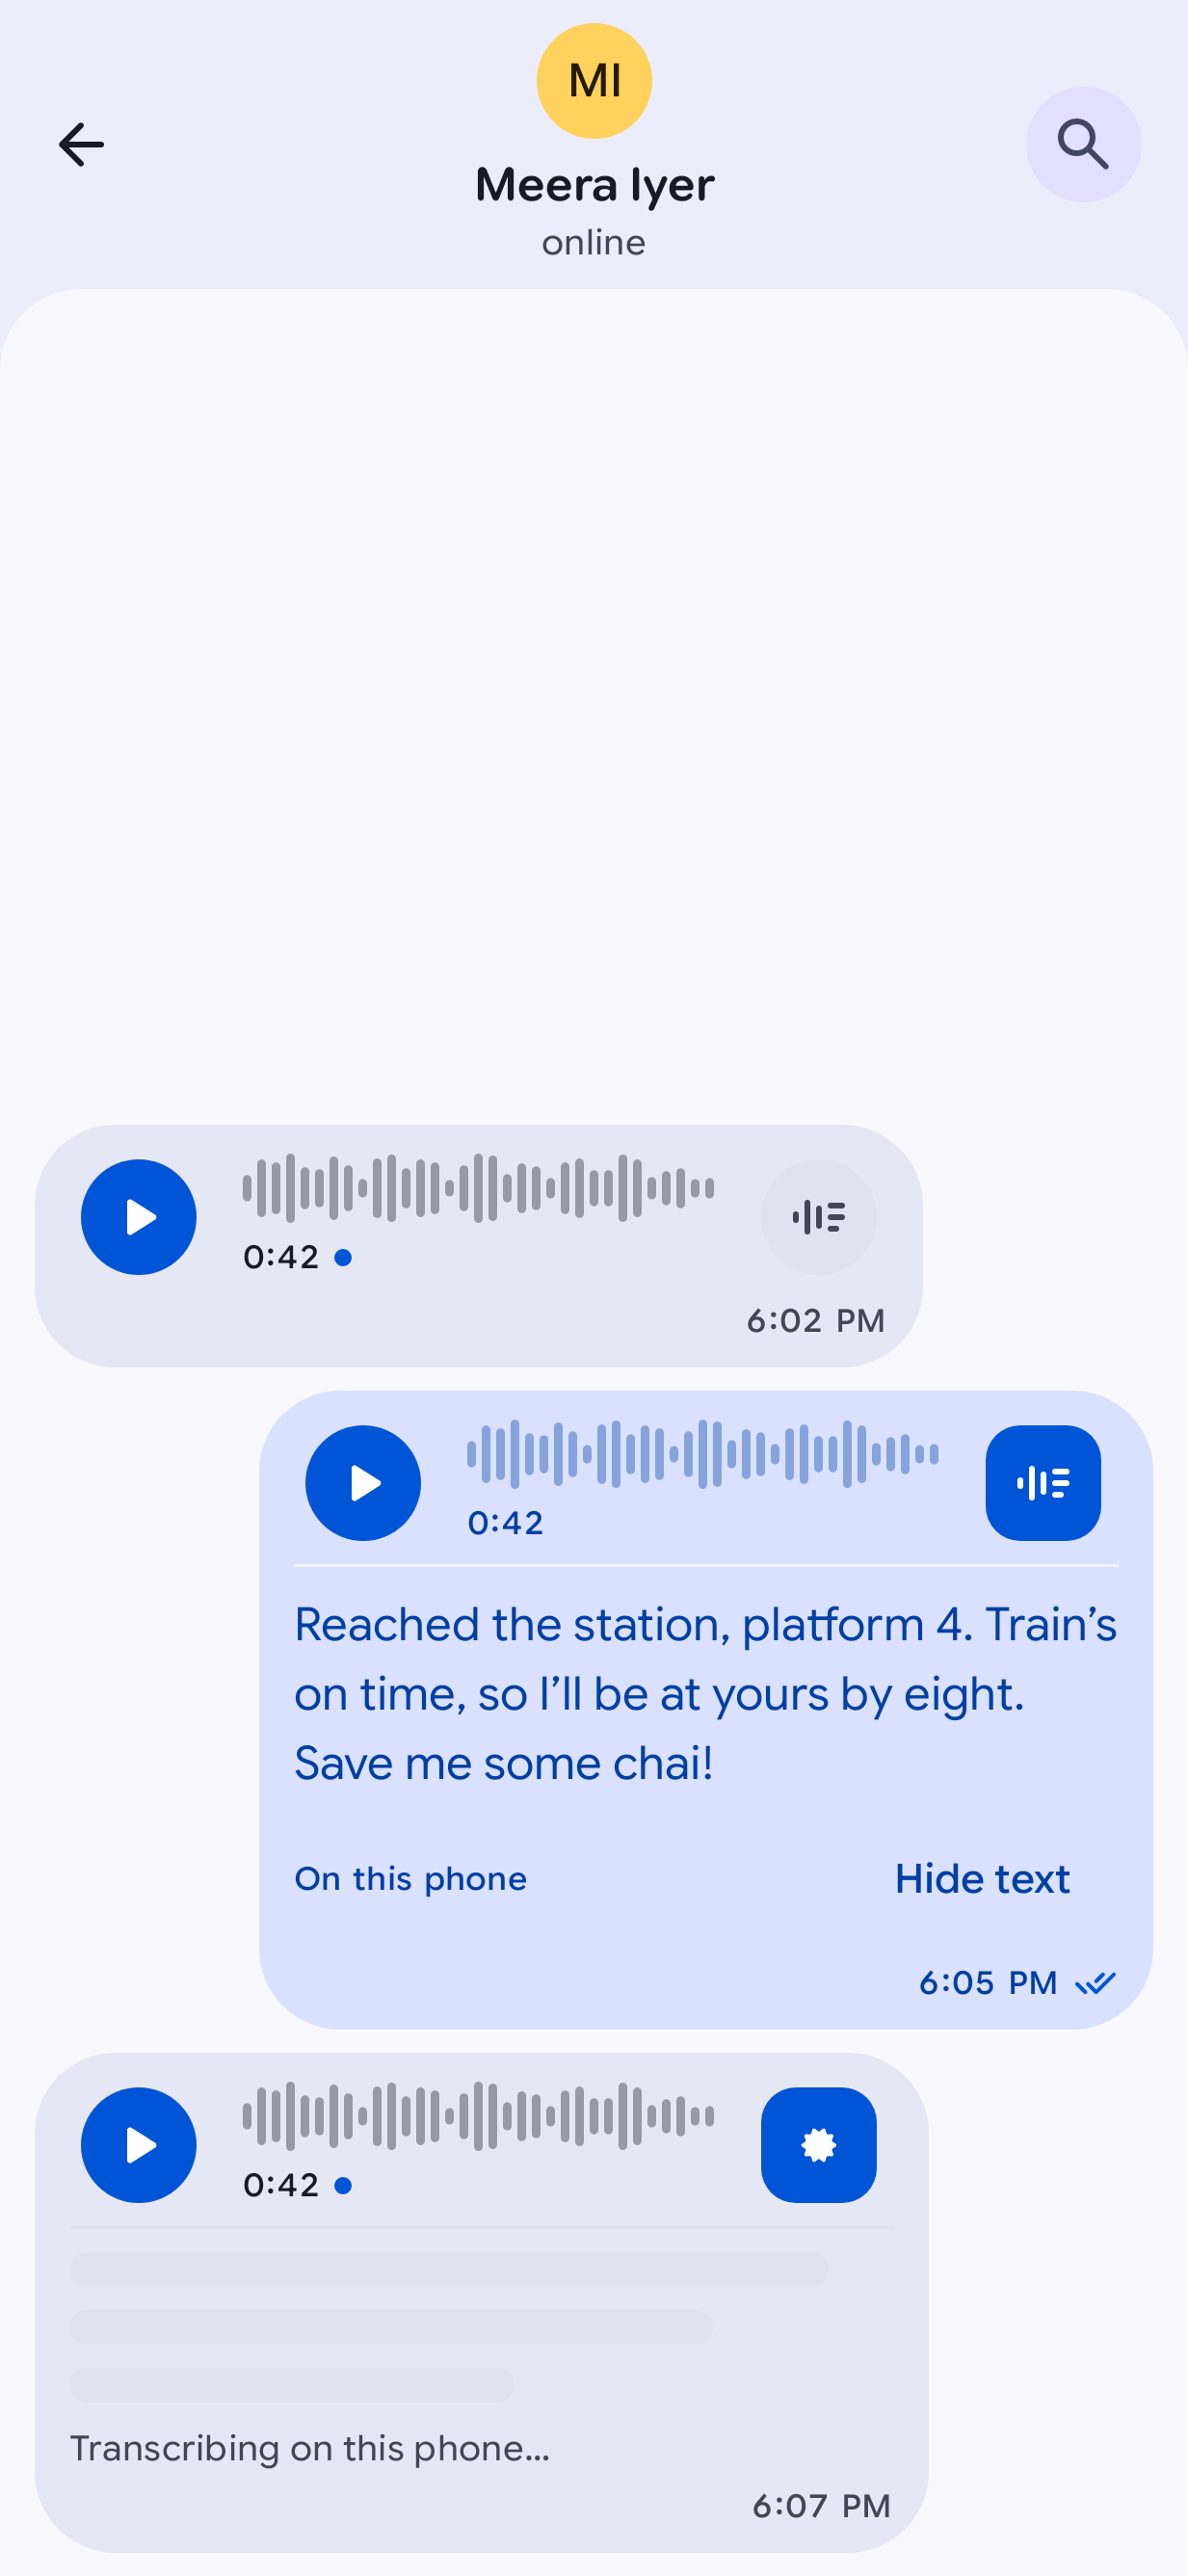 MI
Meera Iyer
online
0:42
6:02 PM
0:42
Reached the station, platform 4. Train’s
on time, so I’ll be at yours by eight.
Save me some chai!
On this phone
Hide text
6:05 PM
0:42
Transcribing on this phone…
6:07 PM